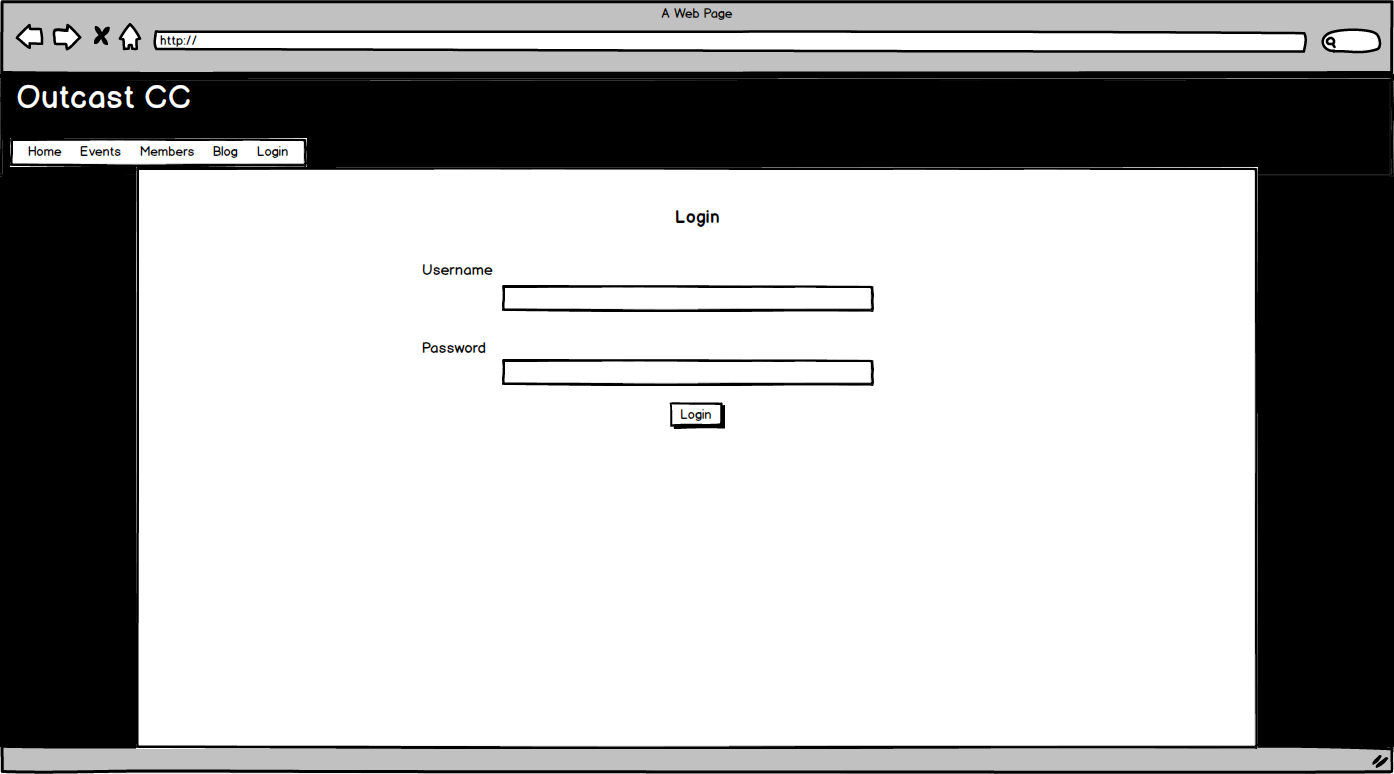 A Web Page
http://
Outcast CC
Home Events Members Blog Login
Login
Username
Password
Login